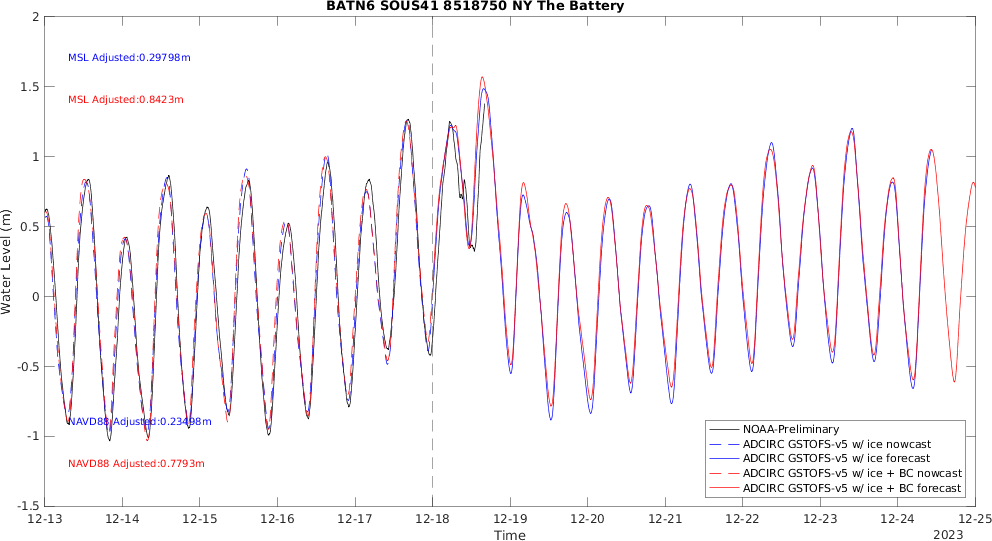 BATN6 SOUS41 8518750 NY The Battery
2
1.5
1
0.5
0
-0.5
-1
-1.5
Water Level (m)
MSL Adjusted:0.29798m
MSL Adjusted:0.8423m
NAVD88 Adjusted:0.23498m
NAVD88 Adjusted:0.7793m
NOAA-Preliminary
ADCIRC GSTOFS-v5 w/ ice nowcast
ADCIRC GSTOFS-v5 w/ ice forecast
ADCIRC GSTOFS-v5 w/ ice + BC nowcast
ADCIRC GSTOFS-v5 w/ ice + BC forecast
12-13 12-14 12-15 12-16 12-17 12-18 12-19 12-20 12-21 12-22 12-23 12-24 12-25
Time
2023